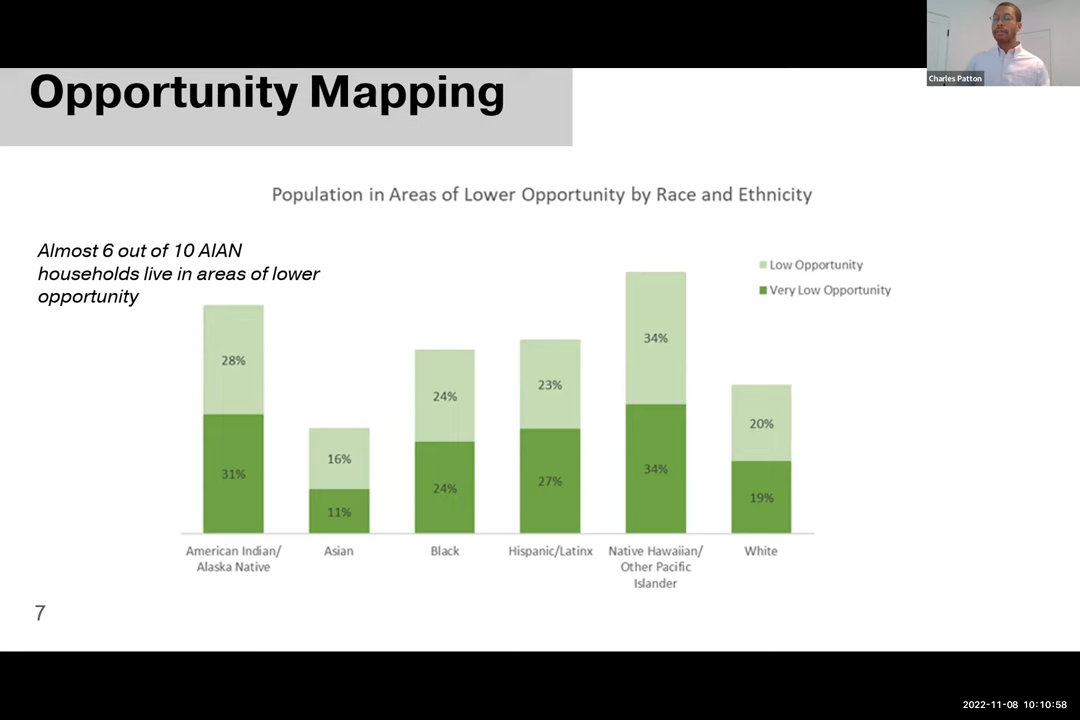 Charles Patton
Opportunity Mapping
Population in Areas of Lower Opportunity by Race and Ethnicity
Almost 6 out of 10 AIAN
households live in areas of lower
opportunity
Low Opportunity
Very Low Opportunity
28%
31%
16%
11%
24%
24%
23%
27%
34%
34%
20%
19%
American Indian/
Alaska Native
Asian
Black
Hispanic/Latinx
Native Hawaiian/
Other Pacific
Islander
White
7
2022-11-08 10:10:58